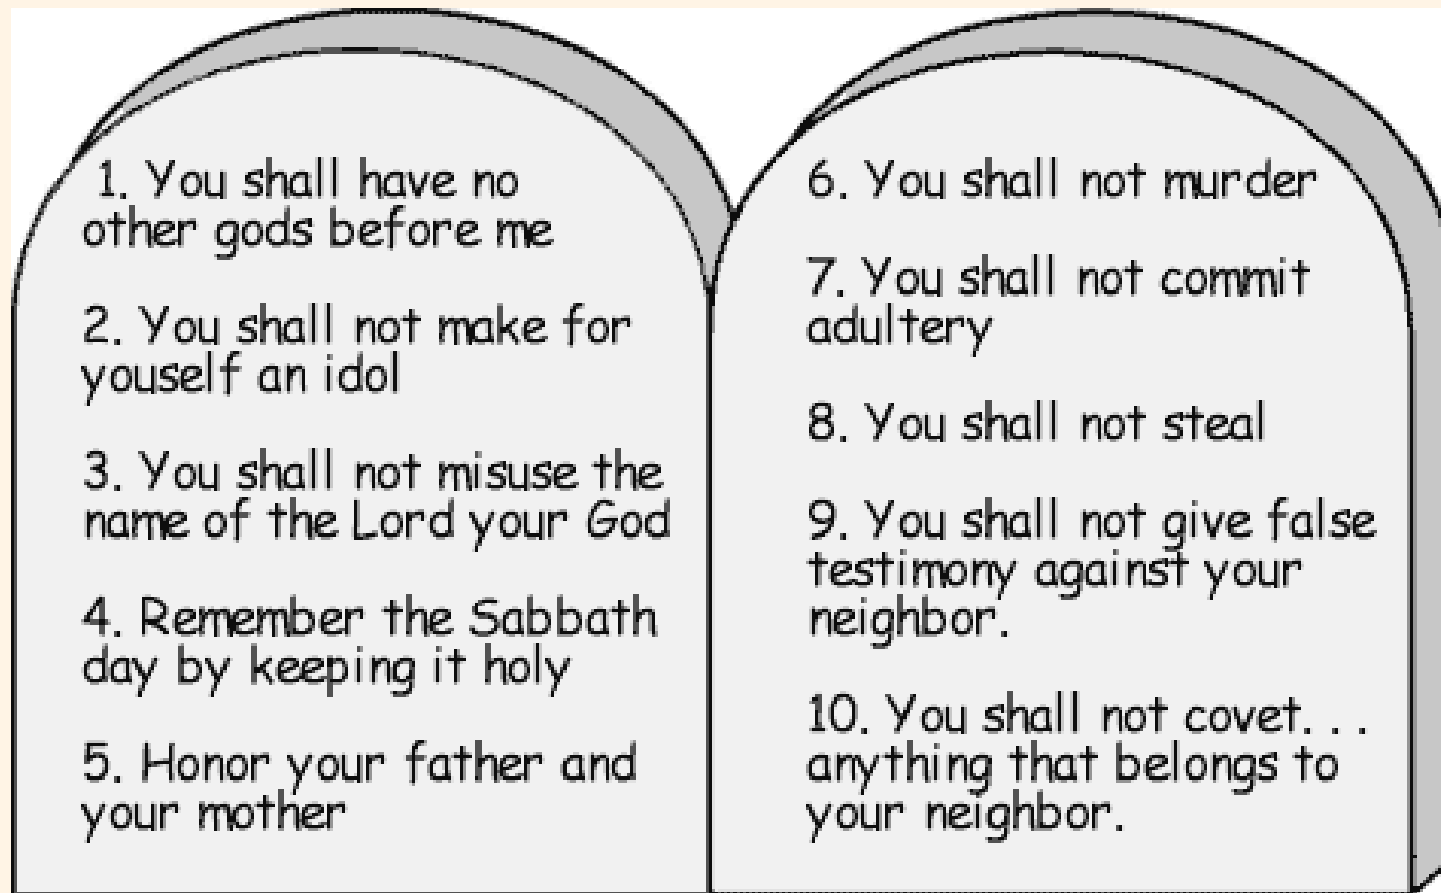 1. You shall have no
other gods before me
2. You shall not make for
youself an idol
3. You shall not misuse the
name of the Lord your God
4. Remember the Sabbath
day by keeping it holy
5. Honor your father and
your mother
6. You shall not murder
7. You shall not commit
adultery
8. You shall not steal
9. You shall not give false
testimony against your
neighbor.
10. You shall not covet. . .
anything that belongs to
your neighbor.